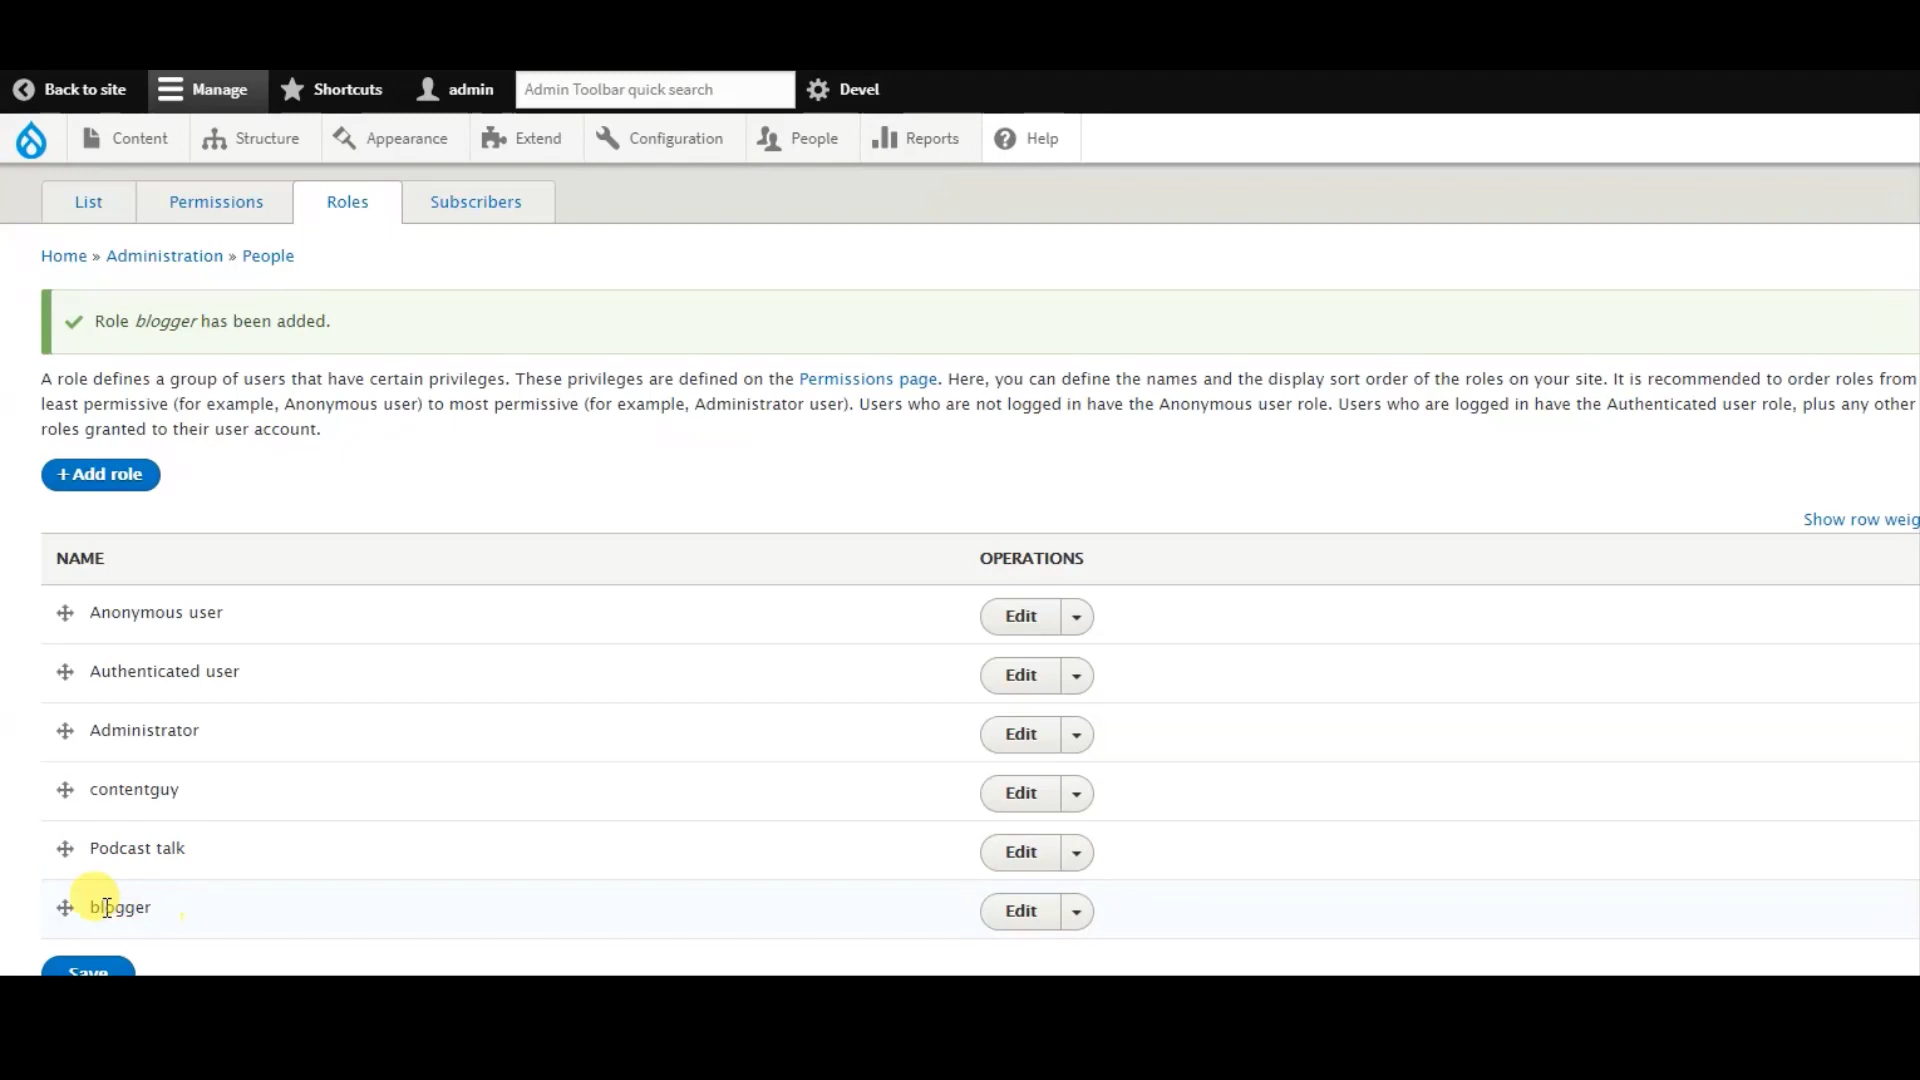 Back to site Manage Shortcuts admin Admin Toolbar quick search Devel
Content Structure Appearance Extend Configuration People Reports Help
List Permissions Roles Subscribers
Home » Administration » People
Role blogger has been added.
A role defines a group of users that have certain privileges. These privileges are defined on the Permissions page. Here, you can define the names and the display sort order of the roles on your site. It is recommended to order roles from
least permissive (for example, Anonymous user) to most permissive (for example, Administrator user). Users who are not logged in have the Anonymous user role. Users who are logged in have the Authenticated user role, plus any other
roles granted to their user account.
+ Add role
Show row weig
NAME OPERATIONS
Anonymous user Edit
Authenticated user Edit
Administrator Edit
contentguy Edit
Podcast talk Edit
blogger Edit
Save